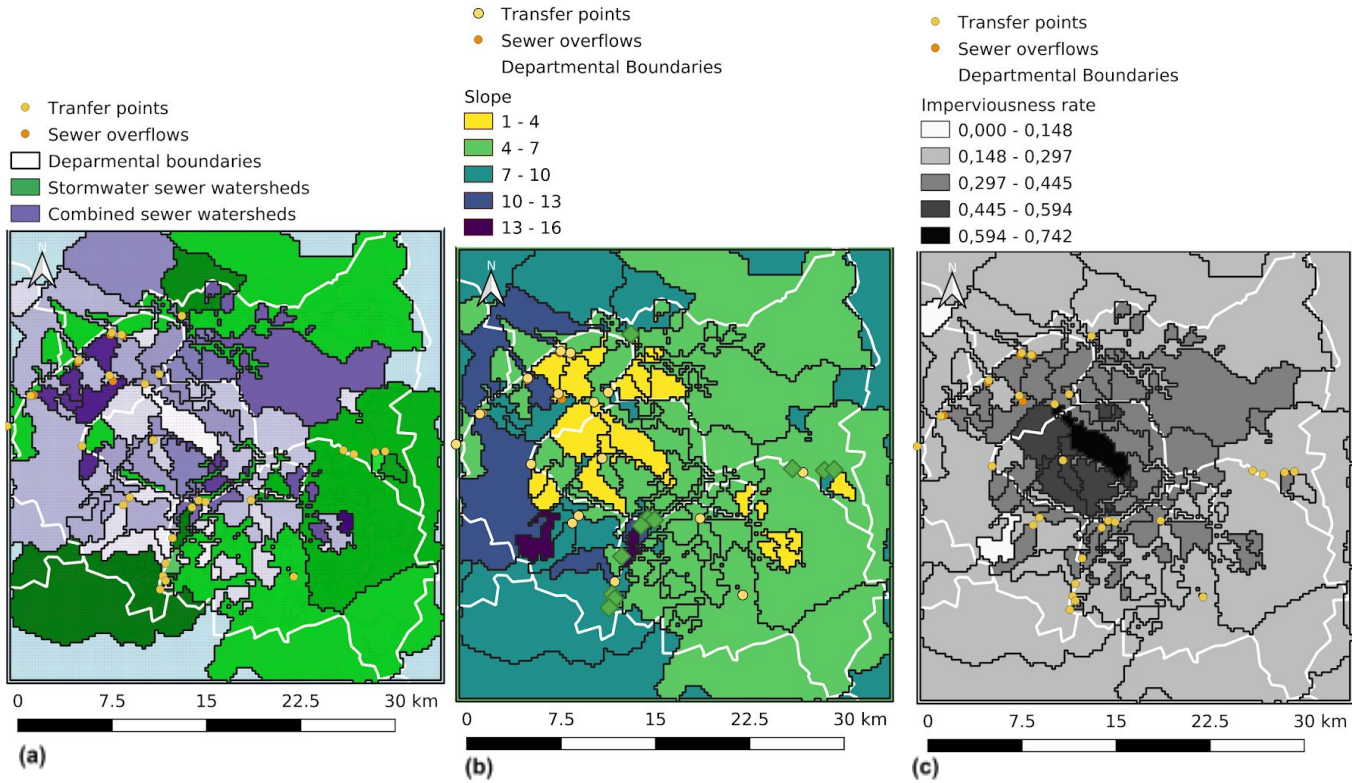 Tranfer points
Sewer overflows
Deparmental boundaries
Stormwater sewer watersheds
Combined sewer watersheds
N
0 7.5 15 22.5 30 km
(a)
Transfer points
Sewer overflows
Departmental Boundaries
Slope
1 - 4
4 - 7
7 - 10
10 - 13
13 - 16
N
0 7.5 15 22.5 30 km
(b)
Transfer points
Sewer overflows
Departmental Boundaries
Imperviousness rate
0,000 - 0,148
0,148 - 0,297
0,297 - 0,445
0,445 - 0,594
0,594 - 0,742
N
0 7.5 15 22.5 30 km
(c)